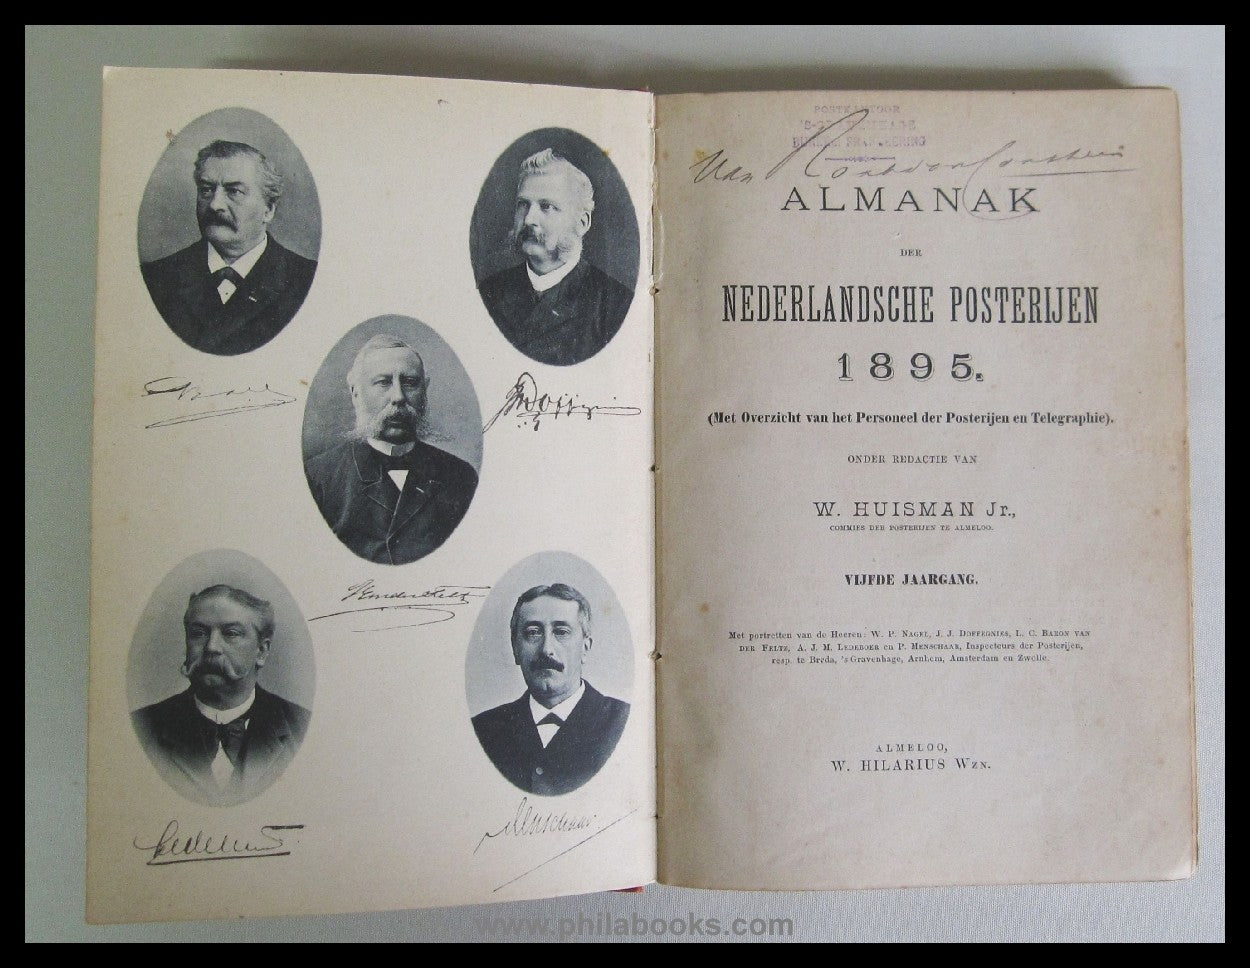 POSTKANTOOR
ALMANAK
DER
NEDERLANDSCHE POSTERIJEN
1895.
(Met Overzicht van het Personeel der Posterijen en Telegraphie).
ONDER REDACTIE VAN
W. HUISMAN Jr.,
COMMIES DER POSTERIJEN TE ALMELOO.
VIJFDE JAARGANG.
Met portretten van de Heeren: W. P. NAGEL, J. J. DOFFEGNIES, L. C. BARON VAN
DER FELTZ, A. J. M. LEDEBOER en P. MENSCHAAR, Inspecteurs der Posterijen,
resp. te Breda, 's Gravenhage, Arnhem, Amsterdam en Zwolle.
ALMELOO,
W. HILARIUS WZN.
www.philabooks.com